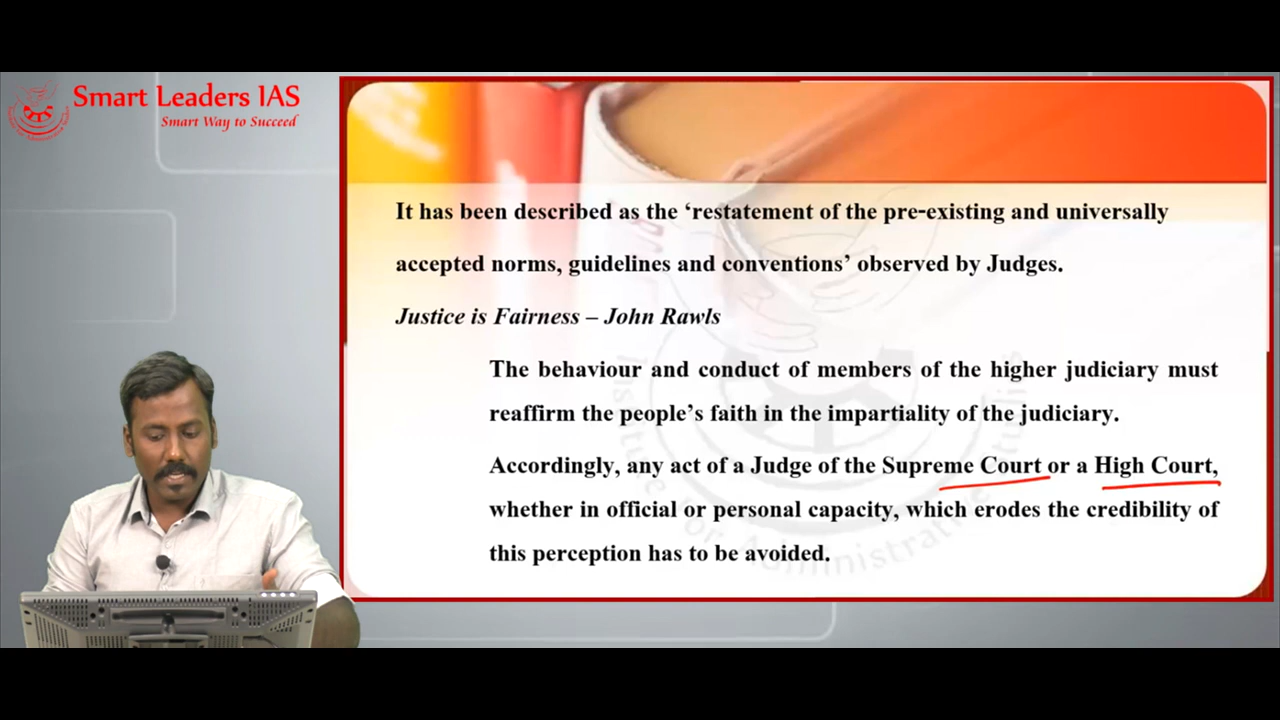 Smart Leaders IAS
Smart Way to Succeed
It has been described as the ‘restatement of the pre-existing and universally
accepted norms, guidelines and conventions’ observed by Judges.
Justice is Fairness – John Rawls
The behaviour and conduct of members of the higher judiciary must
reaffirm the people’s faith in the impartiality of the judiciary.
Accordingly, any act of a Judge of the Supreme Court or a High Court,
whether in official or personal capacity, which erodes the credibility of
this perception has to be avoided.